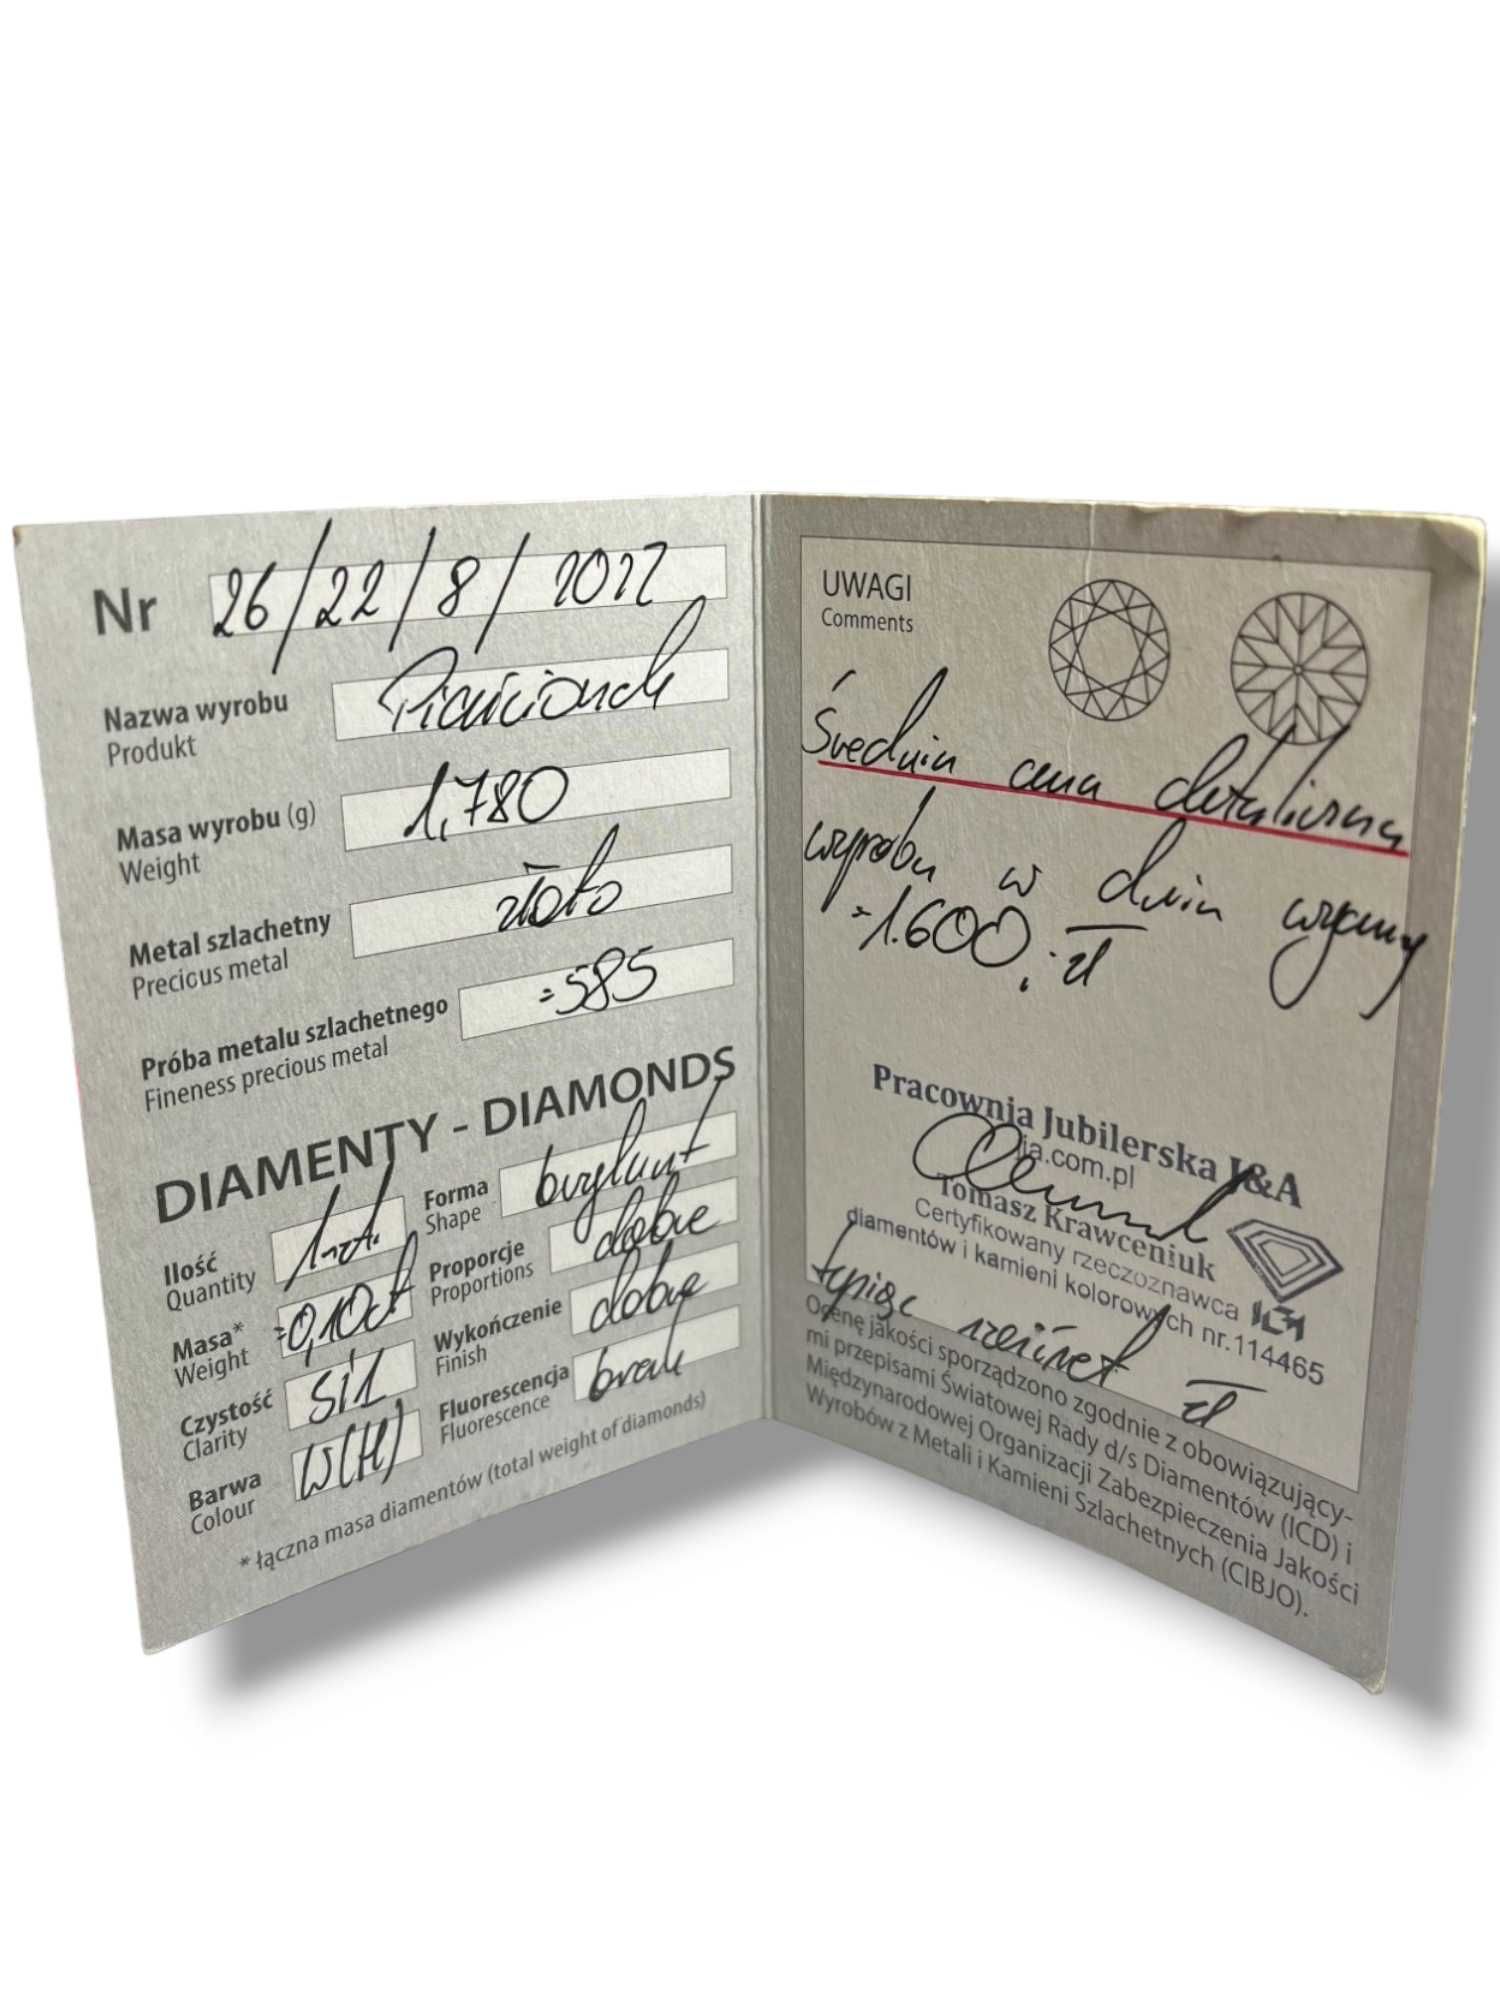 Nr 26/22/8/2022
Nazwa wyrobu Pierścionek
Produkt
Masa wyrobu (g) 1,780
Weight
Metal szlachetny złoto
Precious metal
Próba metalu szlachetnego =585
Fineness precious metal
DIAMENTY - DIAMONDS
Ilość 1szt.
Quantity
Forma brylant
Shape
Masa* =0,10ct
Weight
Proporcje dobre
Proportions
Czystość Si1
Clarity
Wykończenie dobre
Finish
Barwa W(H)
Colour
Fluorescencja brak
Fluorescence
* łączna masa diamentów (total weight of diamonds)
UWAGI
Comments
Średnia cena detaliczna
wyrobu w dniu wyceny
=1.600,- zł
Pracownia Jubilerska J&A
.com.pl
Tomasz Krawceniuk
Certyfikowany rzeczoznawca
diamentów i kamieni kolorowych nr.114465
tysiąc sześćset zł
Ocenę jakości sporządzono zgodnie z obowiązujący-
mi przepisami Światowej Rady d/s Diamentów (ICD) i
Międzynarodowej Organizacji Zabezpieczenia Jakości
Wyrobów z Metali i Kamieni Szlachetnych (CIBJO).